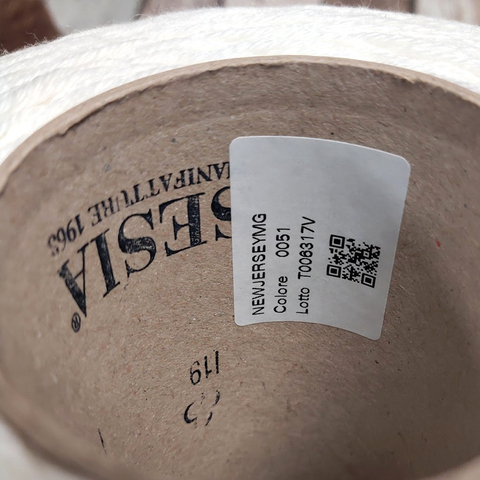 NEWJERSEYMG
Colore 0051
Lotto T006317V
SESIA®
MANIFATTURE 1963
119